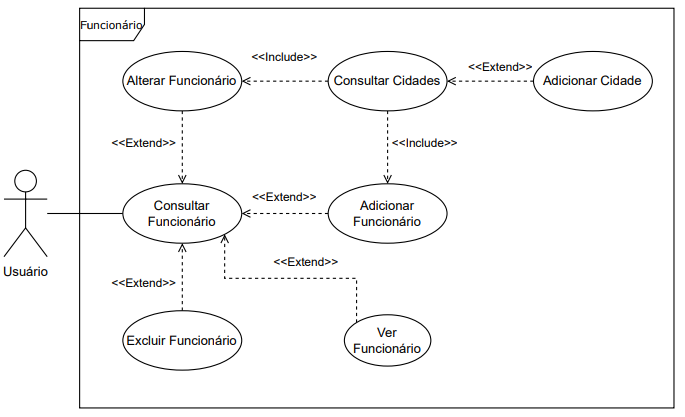 Funcionário
<<Include>>
<<Extend>>
Alterar Funcionário
Consultar Cidades
Adicionar Cidade
<<Extend>>
<<Include>>
Consultar
Funcionário
<<Extend>>
Adicionar
Funcionário
Usuário
<<Extend>>
<<Extend>>
Excluir Funcionário
Ver
Funcionário